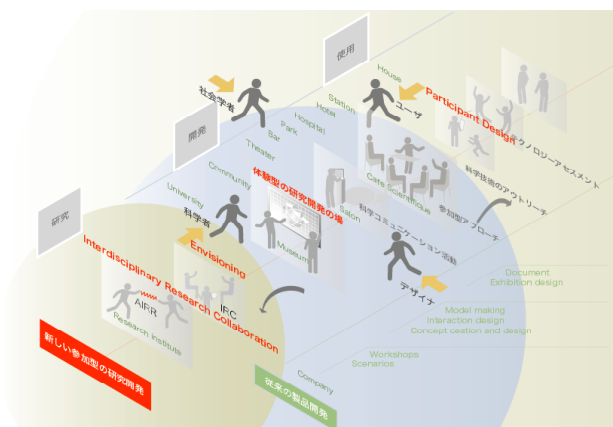 使用
House
社会学者
Station
ユーザ
Participant Design
Hotel
開発
Hospital
Park
Bar
Theater
テクノロジーアセスメント
科学技術のアウトリーチ
Cafe Scientifique
参加型アプローチ
Community
体験型の研究開発の場
University
Salon
科学コミュニケーション活動
研究
科学者
Envisioning
Museum
デザイナ
Interdisciplinary Research Collaboration
Document
Exhibition design
AIRR
IRC
Model making
Interaction design
Concept cestion and design
Research institute
新しい参加型の研究開発
Workshops
Scenarios
Company
従来の製品開発